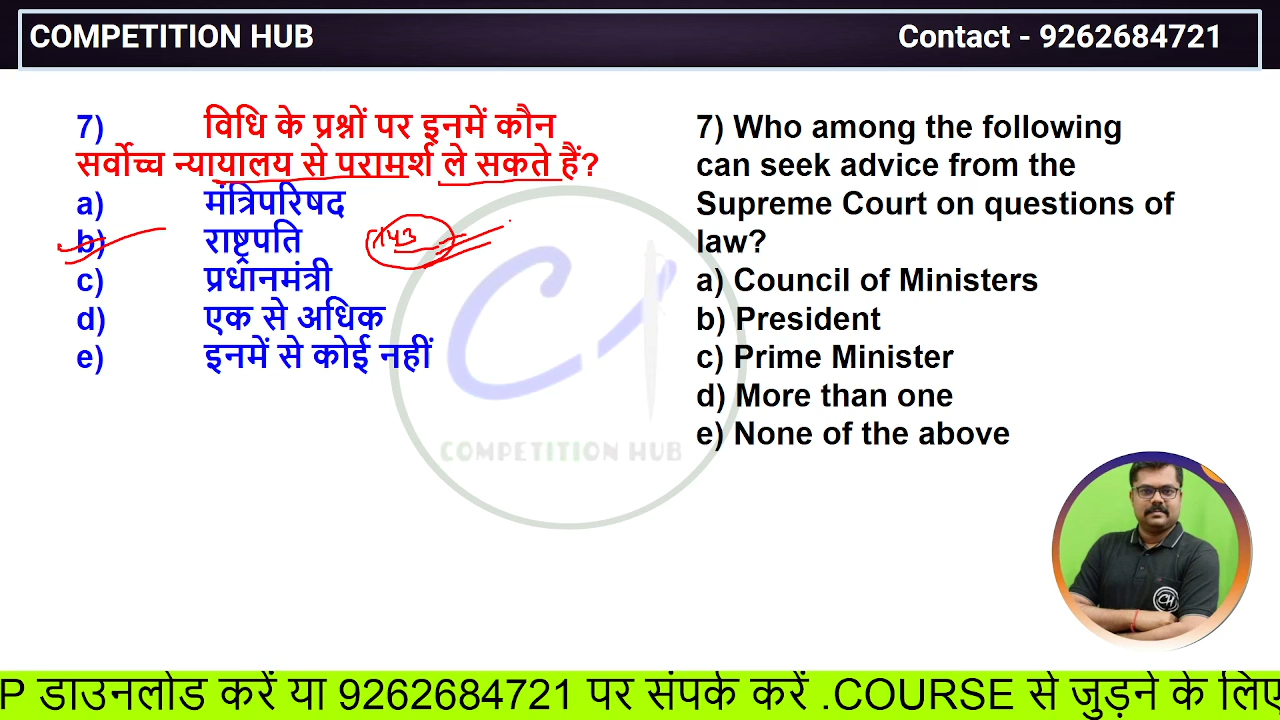 COMPETITION HUB
Contact - 9262684721
7) विधि के प्रश्नों पर इनमें कौन
सर्वोच्च न्यायालय से परामर्श ले सकते हैं?
a) मंत्रिपरिषद
b) राष्ट्रपति
143
c) प्रधानमंत्री
d) एक से अधिक
e) इनमें से कोई नहीं
7) Who among the following
can seek advice from the
Supreme Court on questions of
law?
a) Council of Ministers
b) President
c) Prime Minister
d) More than one
e) None of the above
COMPETITION HUB
CH
P डाउनलोड करें या 9262684721 पर संपर्क करें .COURSE से जुड़ने के लिए